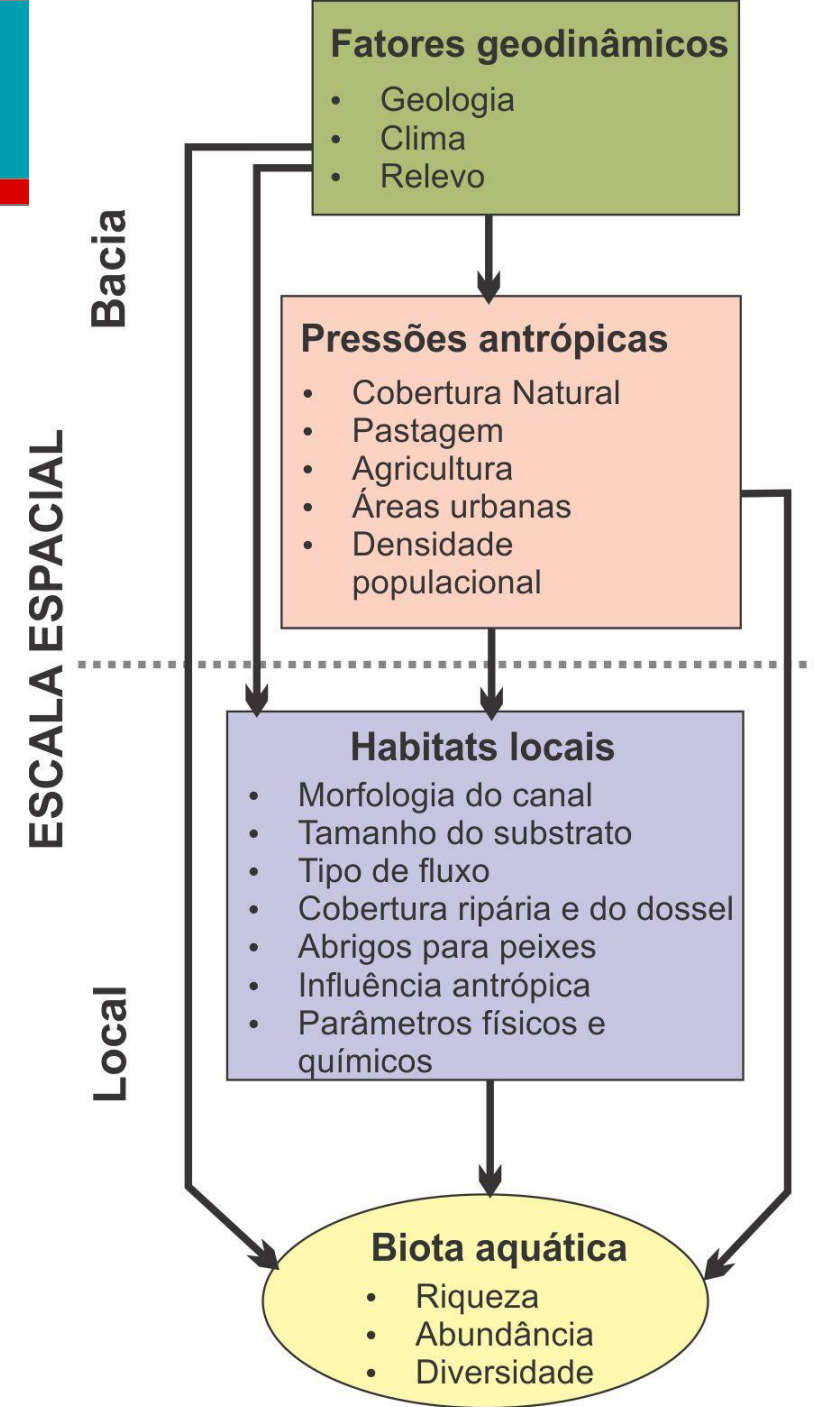 Fatores geodinâmicos
• Geologia
• Clima
• Relevo
Bacia
Pressões antrópicas
• Cobertura Natural
• Pastagem
• Agricultura
• Áreas urbanas
• Densidade
populacional
ESCALA ESPACIAL
Habitats locais
• Morfologia do canal
• Tamanho do substrato
• Tipo de fluxo
• Cobertura ripária e do dossel
• Abrigos para peixes
• Influência antrópica
• Parâmetros físicos e
químicos
Local
Biota aquática
• Riqueza
• Abundância
• Diversidade